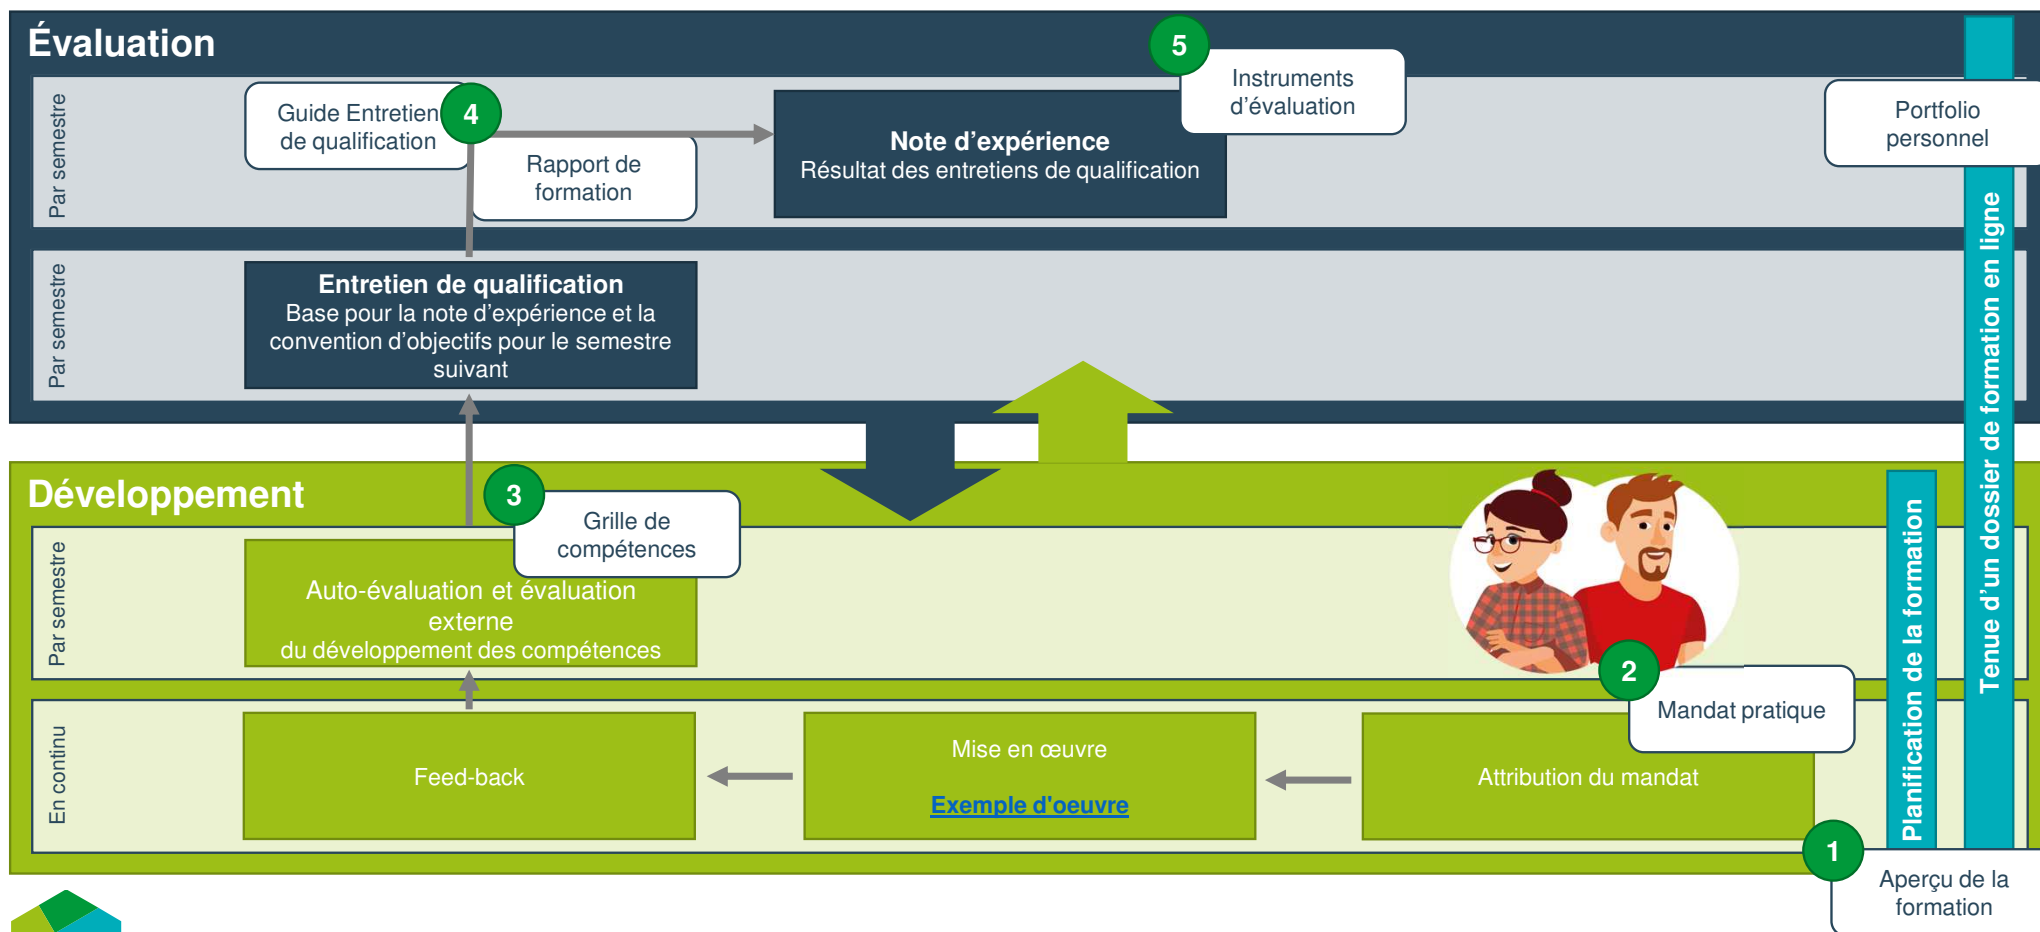 Évaluation
5
Instruments
d'évaluation
Par semestre
Guide Entretien
de qualification
4
Rapport de
formation
Note d'expérience
Résultat des entretiens de qualification
Portfolio
personnel
Par semestre
Entretien de qualification
Base pour la note d'expérience et la
convention d'objectifs pour le semestre
suivant
Tenue d'un dossier de formation en ligne
Développement
3
Grille de
compétences
Par semestre
Auto-évaluation et évaluation
externe
du développement des compétences
2
Mandat pratique
Planification de la formation
En continu
Feed-back
Mise en œuvre
Exemple d'oeuvre
Attribution du mandat
1
Aperçu de la
formation